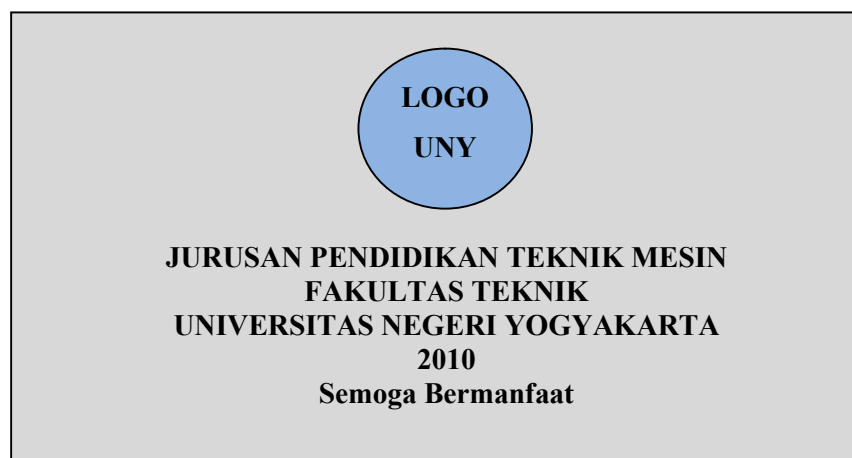 LOGO
UNY
JURUSAN PENDIDIKAN TEKNIK MESIN
FAKULTAS TEKNIK
UNIVERSITAS NEGERI YOGYAKARTA
2010
Semoga Bermanfaat